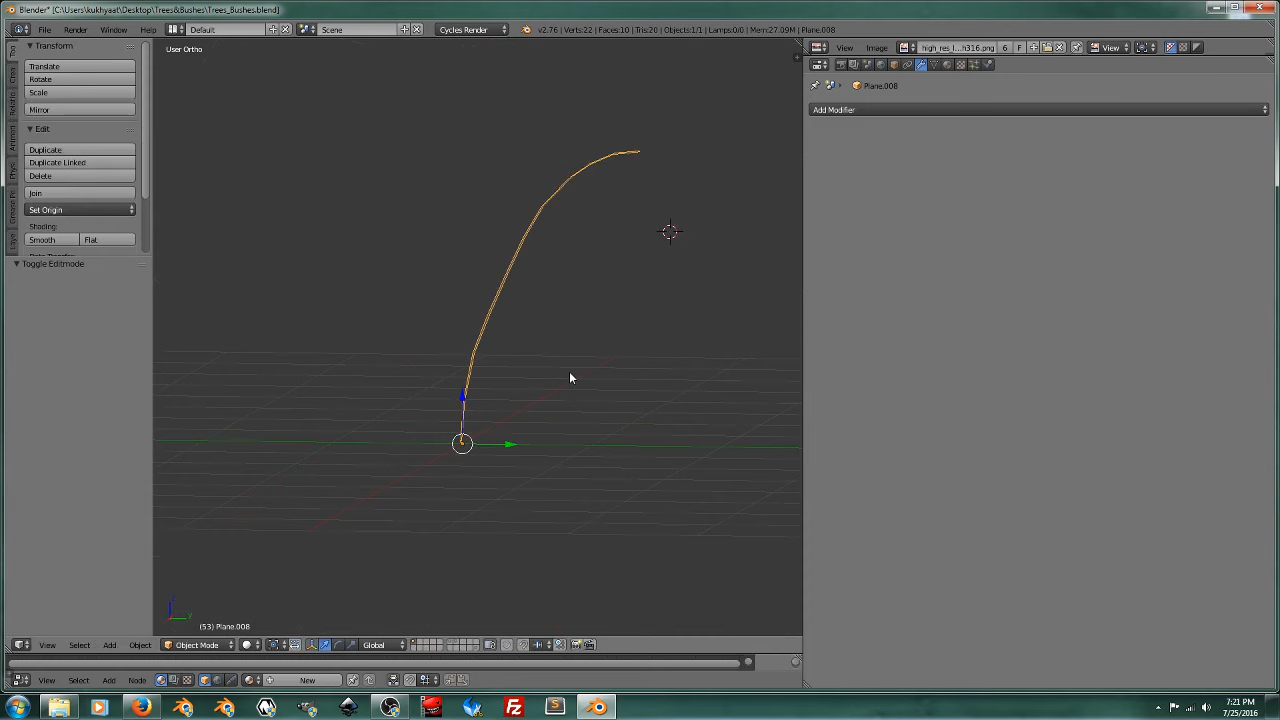 Blender* [C:\Users\kukhyaat\Desktop\Trees&Bushes\Trees_Bushes.blend]
File Render Window Help Default Scene Cycles Render v2.76 | Verts:22 | Faces:10 | Tris:20 | Objects:1/1 | Lamps:0/0 | Mem:27.09M | Plane.008
View Image high_res_l...h316.png 6 F View
Transform
User Ortho
Translate
Rotate
Scale
Plane.008
Mirror
Add Modifier
Edit
Duplicate
Duplicate Linked
Delete
Join
Set Origin
Shading:
Smooth Flat
Toggle Editmode
(53) Plane.008
View Select Add Object Object Mode Global
View Select Add Node New
7:21 PM
7/25/2016